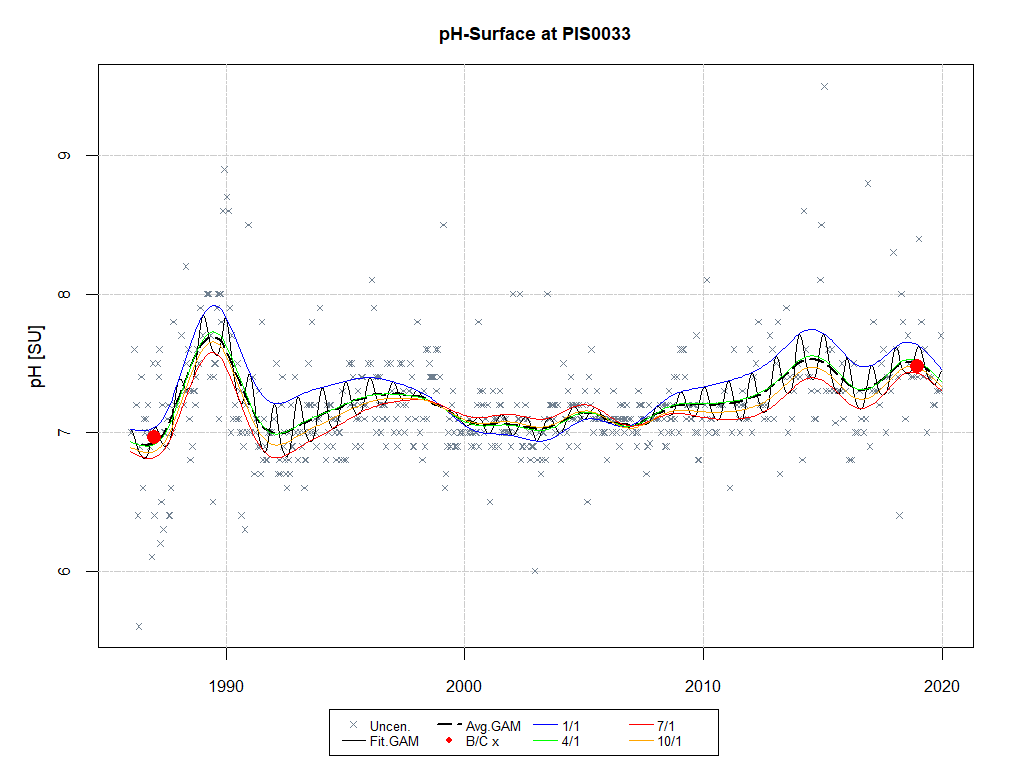 pH-Surface at PIS0033
pH [SU]
9
8
7
6
1990 2000 2010 2020
Uncen. Avg.GAM 1/1 7/1
Fit.GAM B/C x 4/1 10/1